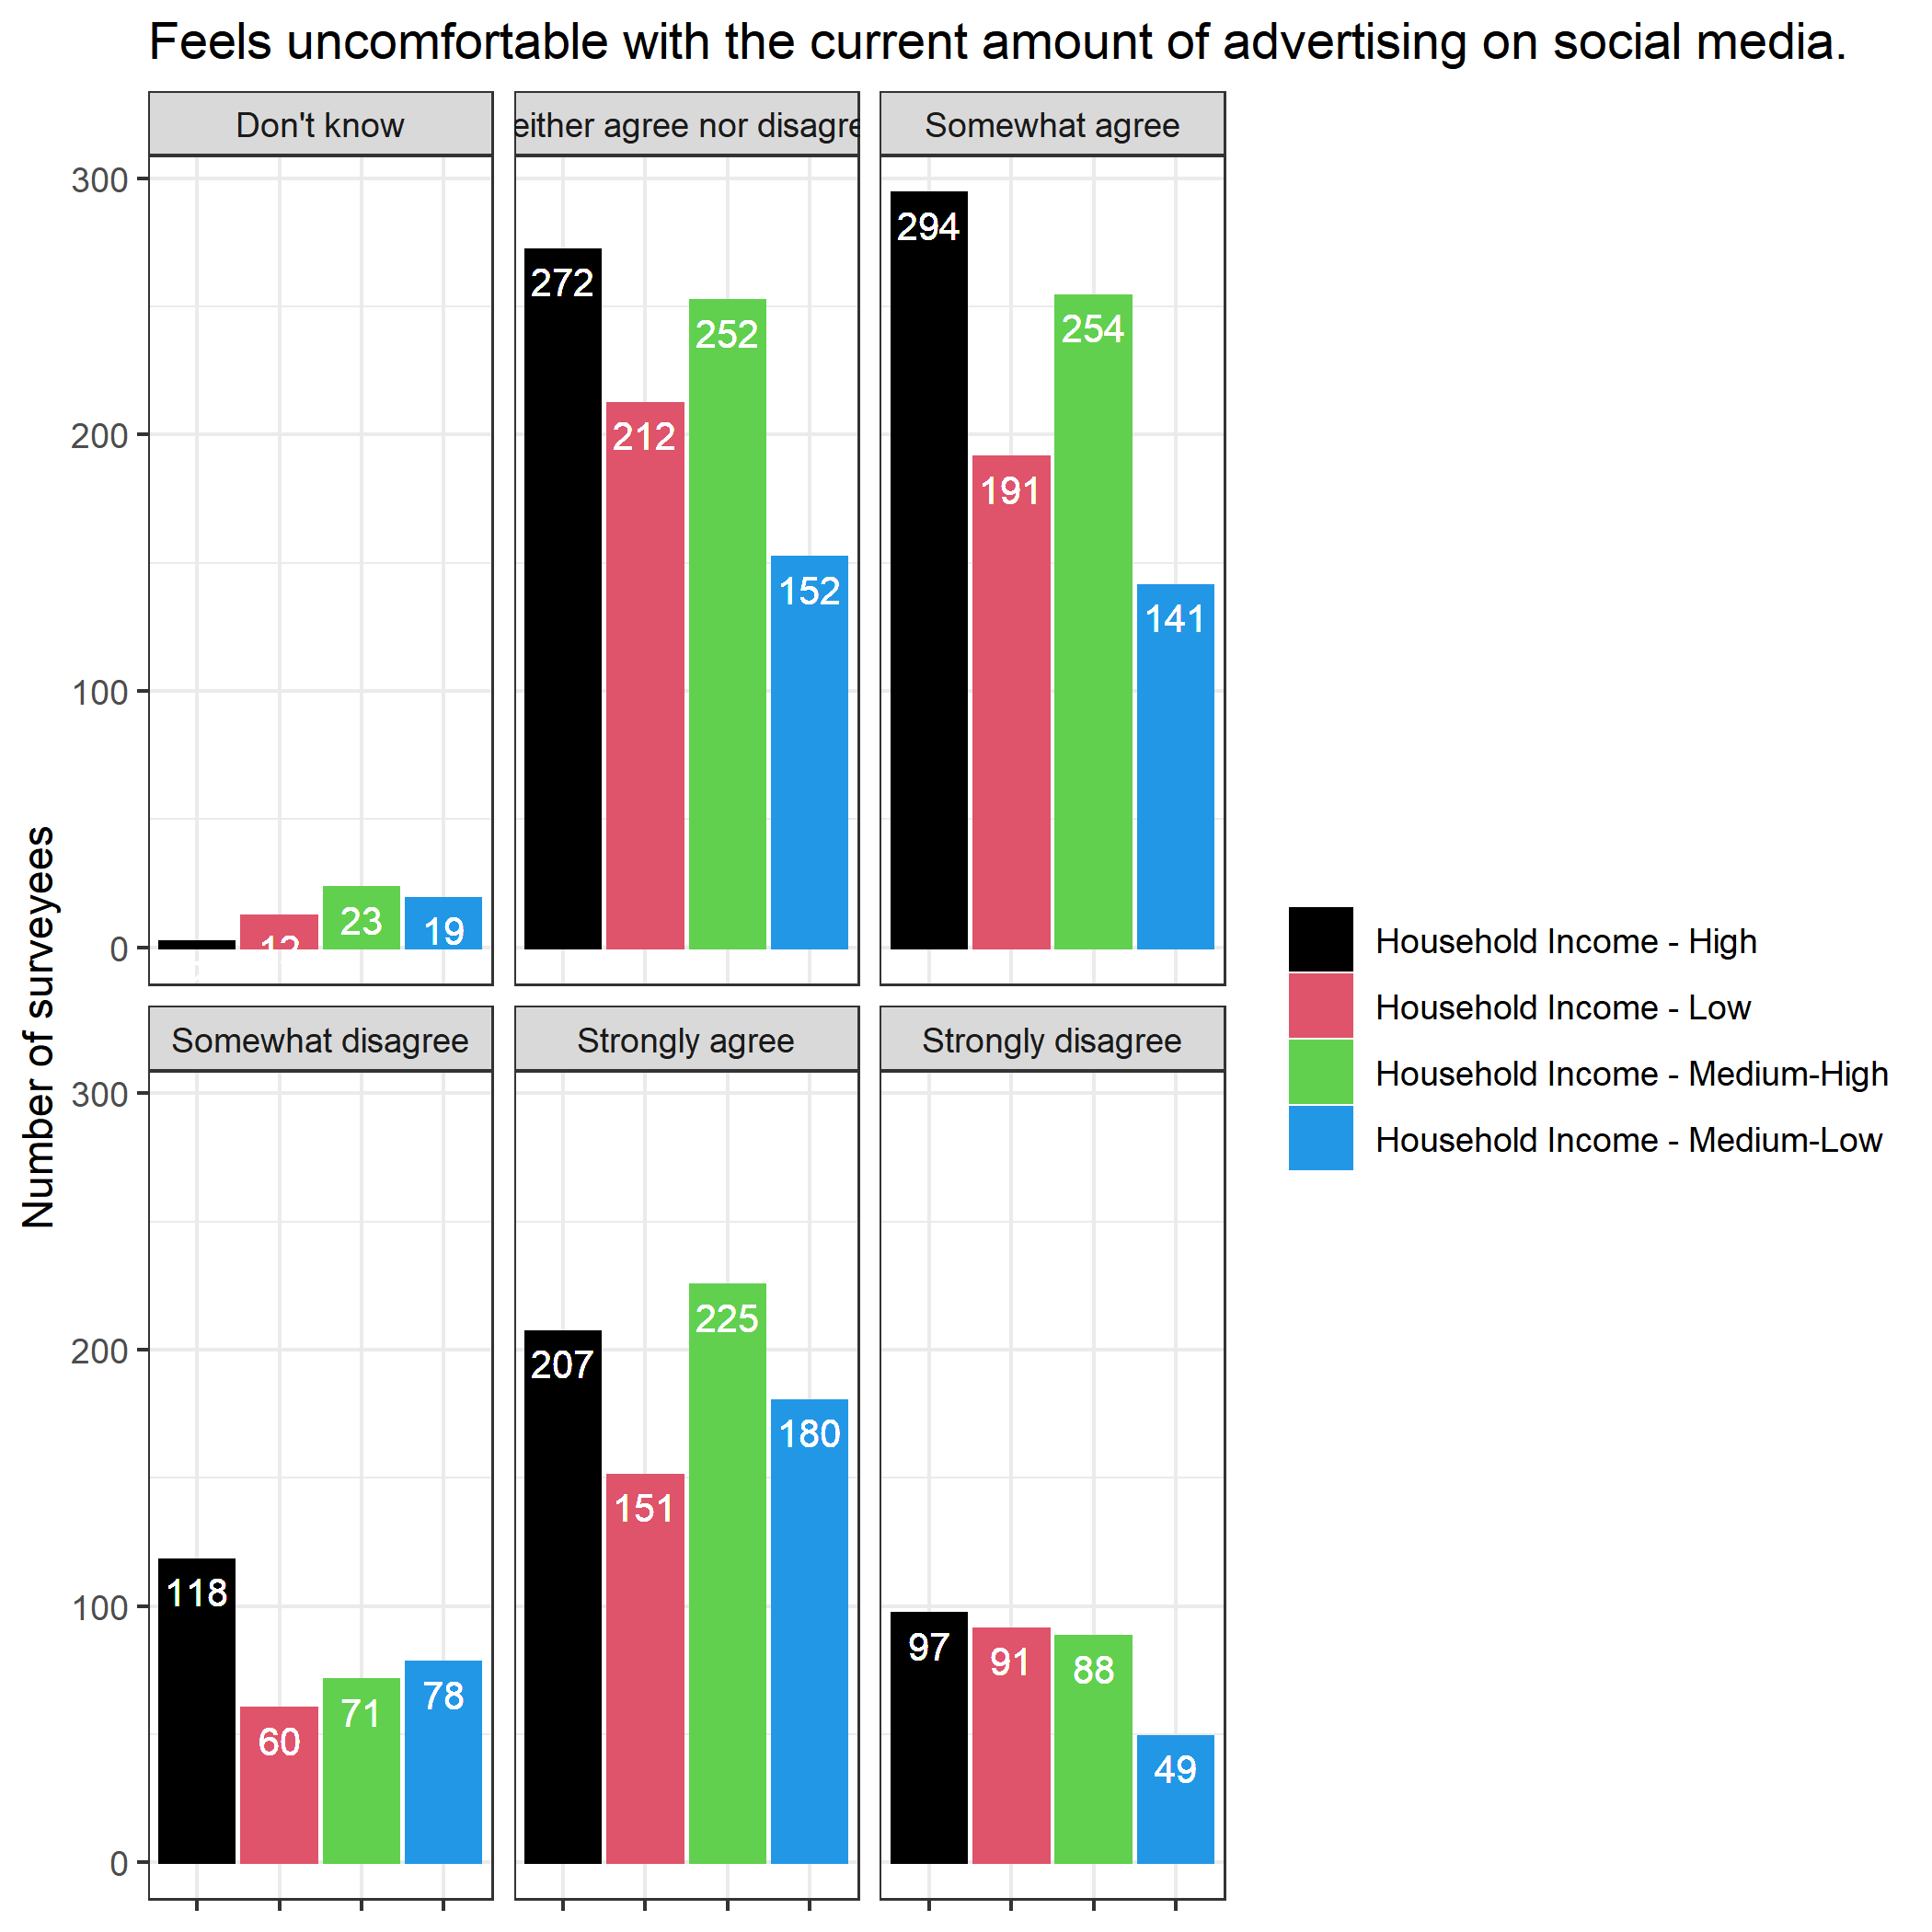 Feels uncomfortable with the current amount of advertising on social media.
Don't know
either agree nor disagre
Somewhat agree
300
200
100
0
12
23
19
272
212
252
152
294
191
254
141
Number of surveyees
Somewhat disagree
Strongly agree
Strongly disagree
300
200
100
0
118
60
71
78
207
151
225
180
97
91
88
49
Household Income - High
Household Income - Low
Household Income - Medium-High
Household Income - Medium-Low